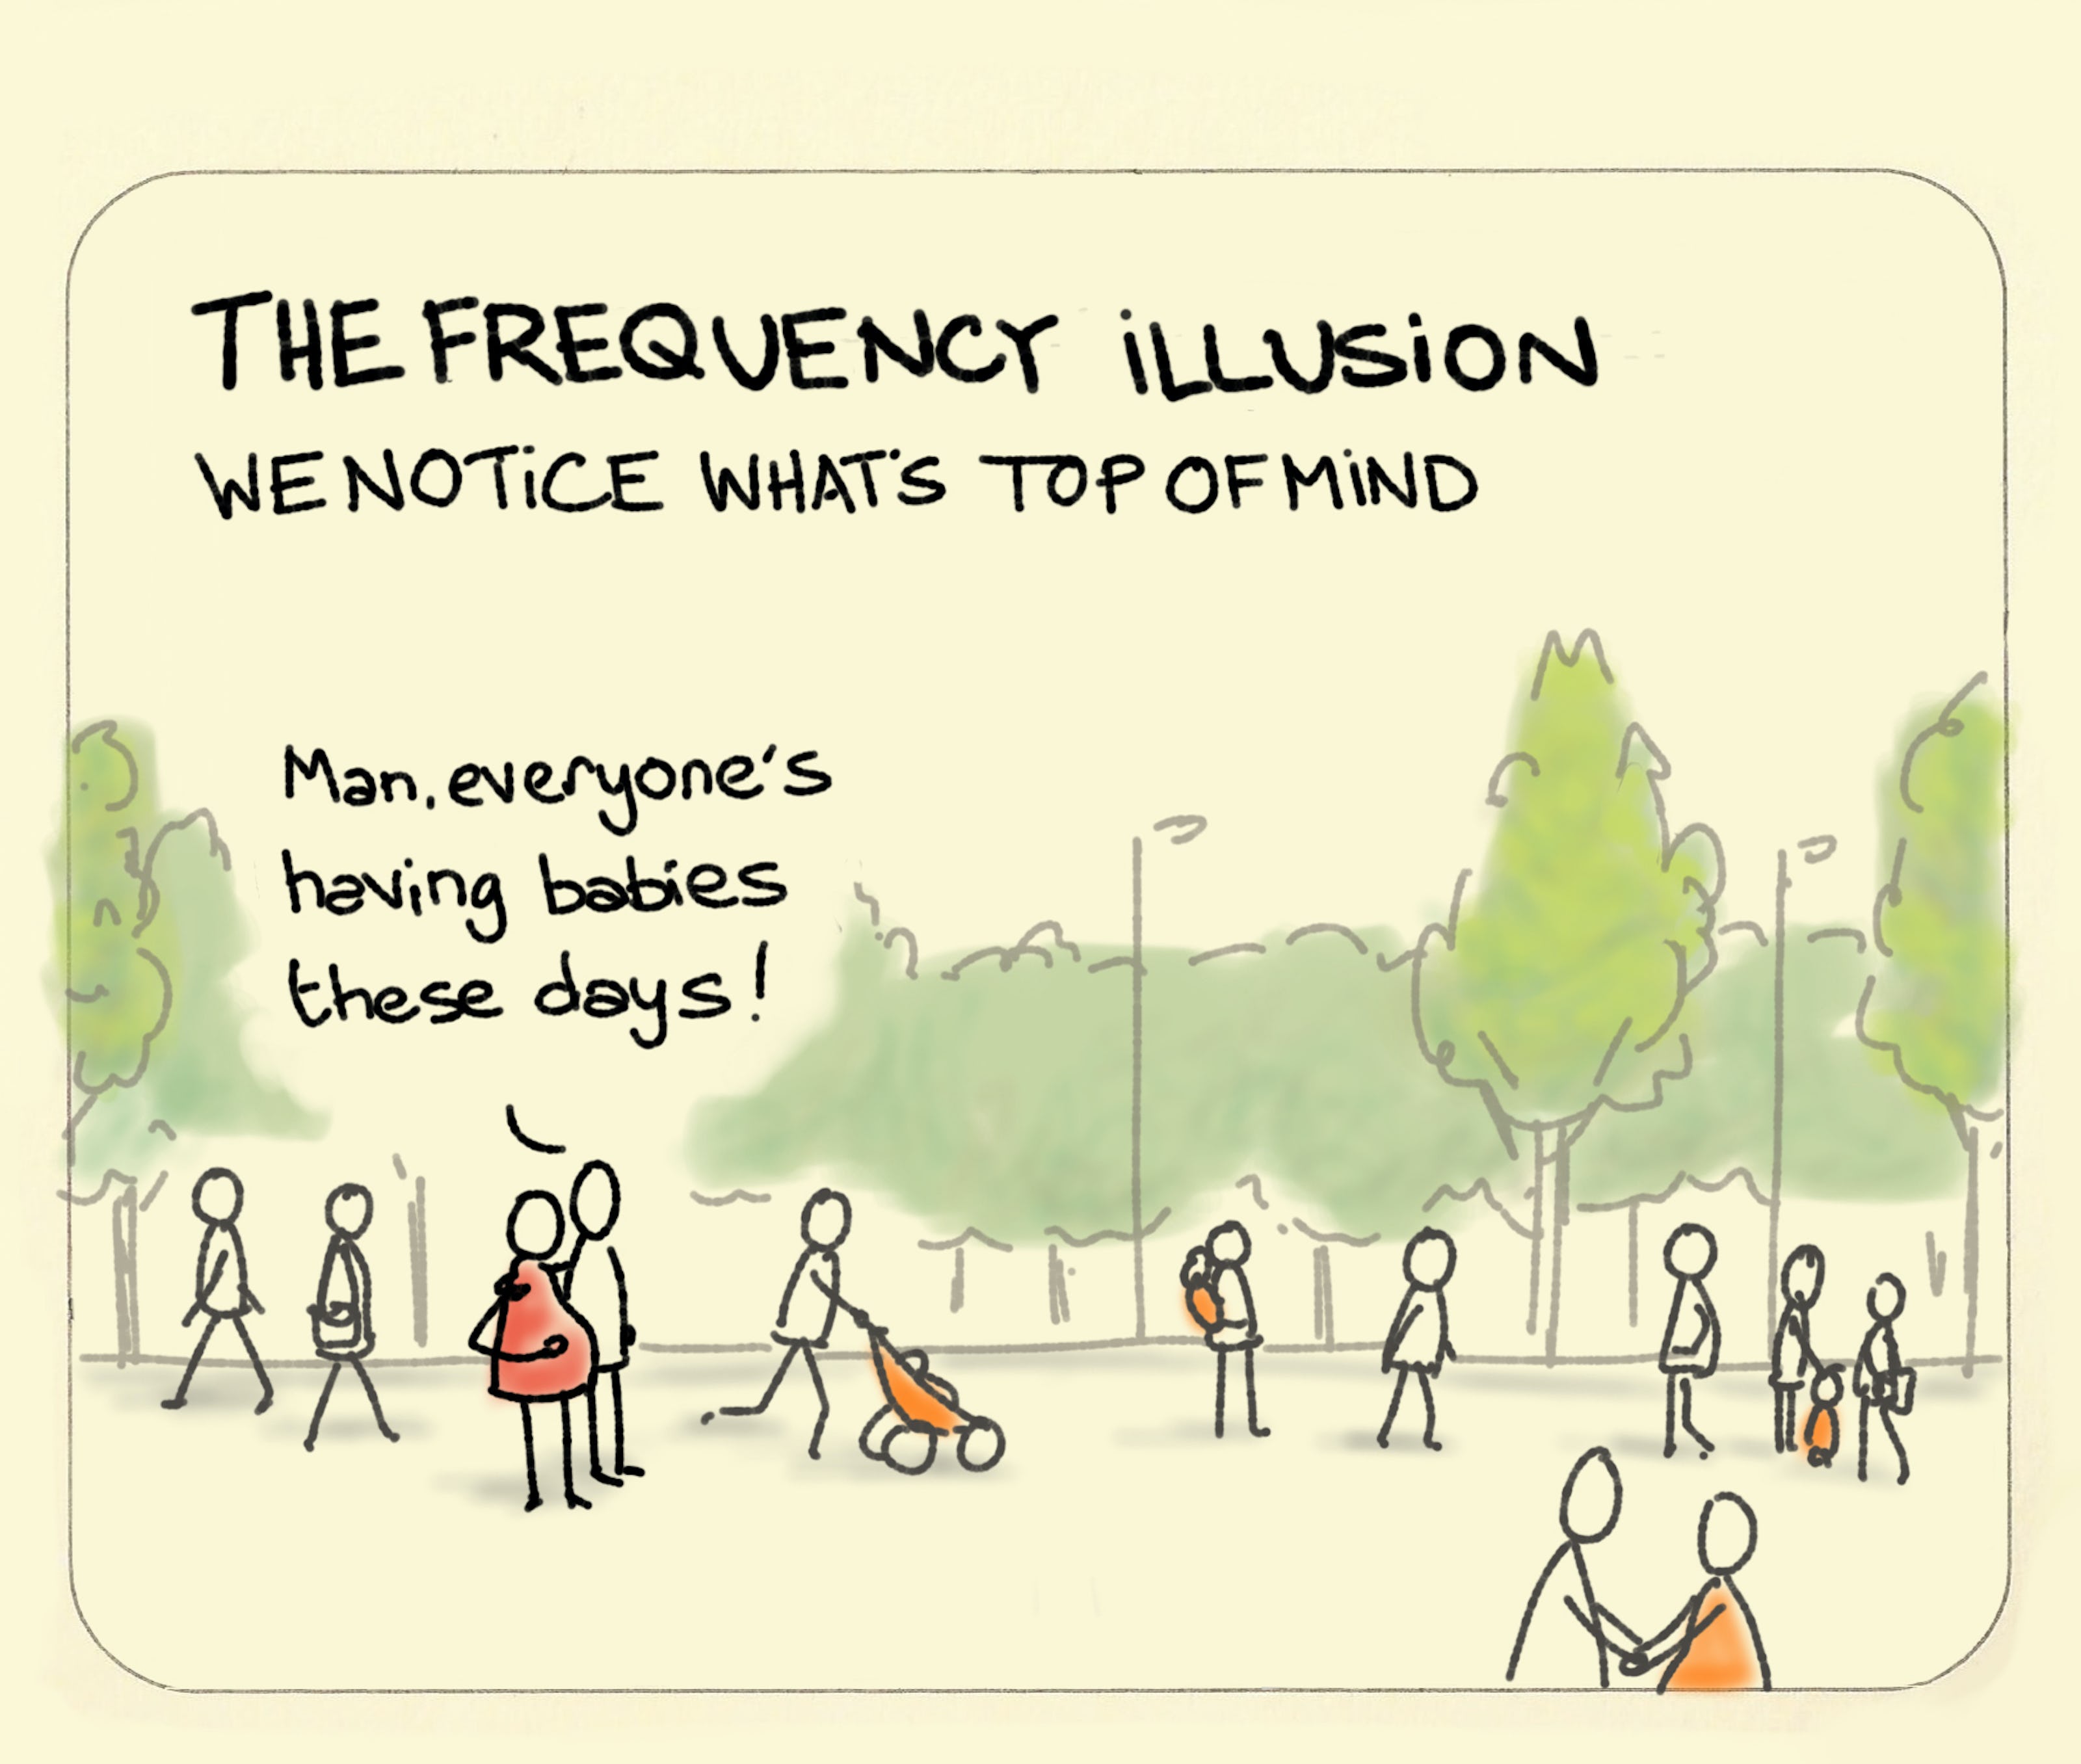 THE FREQUENCY iLLUSiON
WE NOTiCE WHAT'S TOP OF MiND
Man, everyone's
having babies
these days!